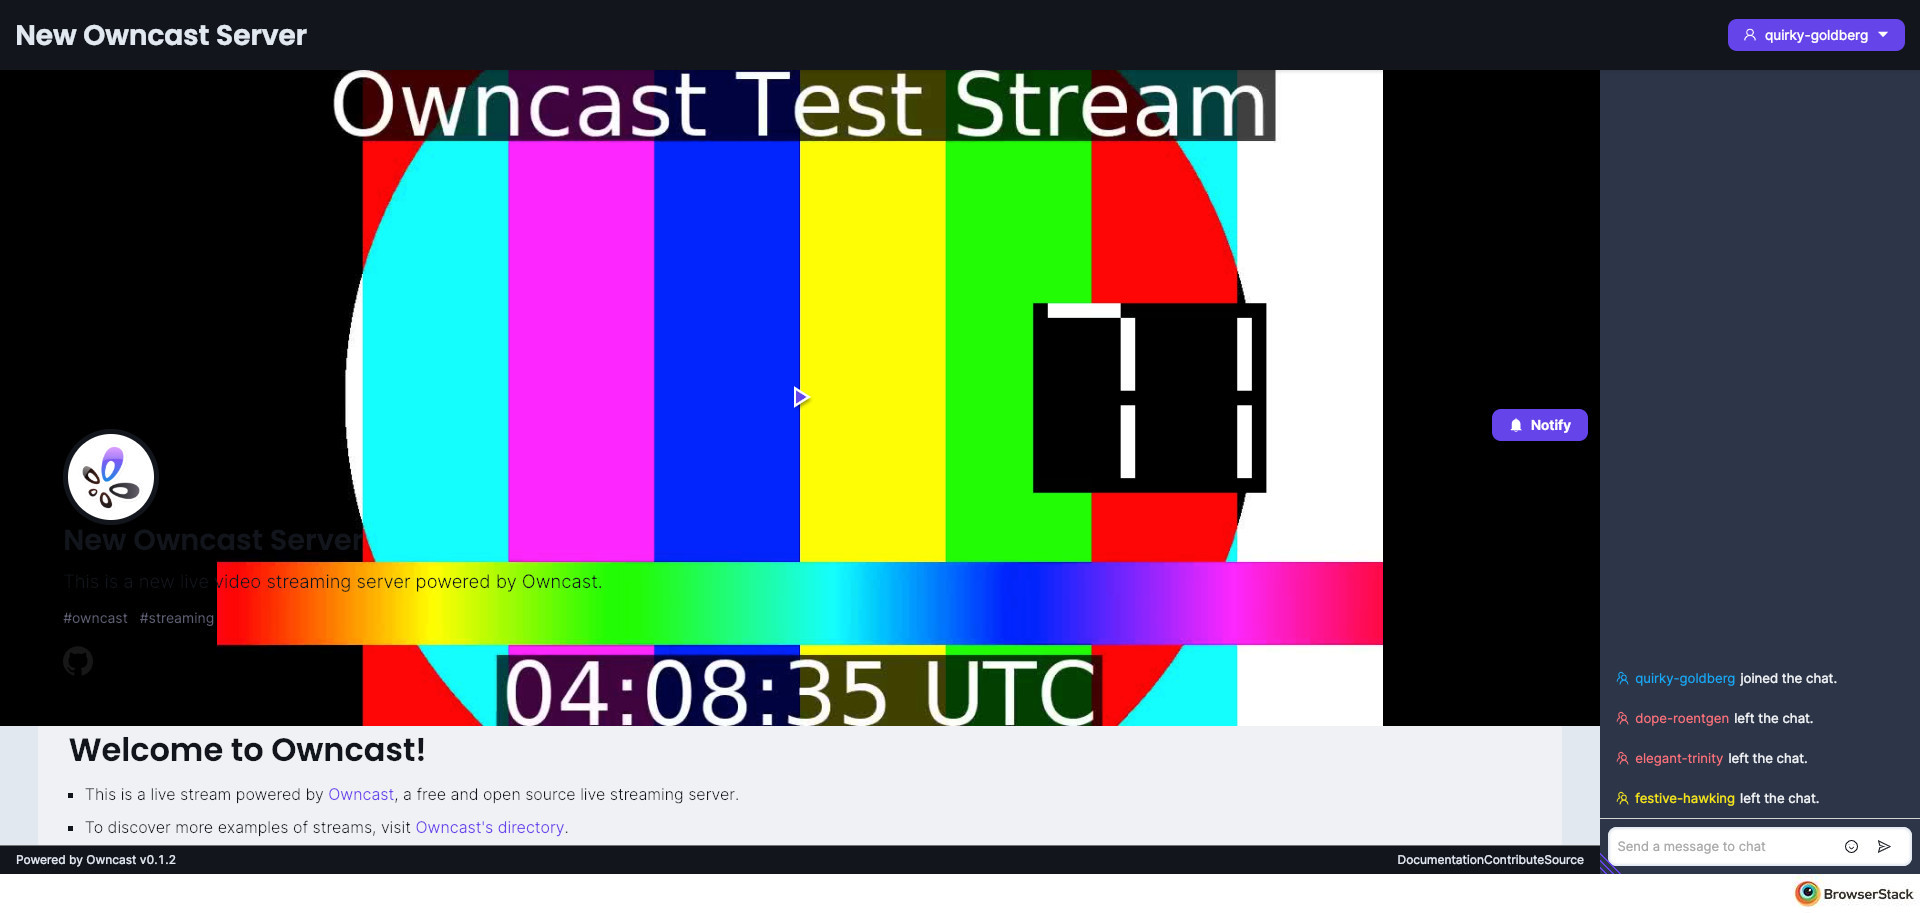 New Owncast Server
quirky-goldberg
Owncast Test Stream
71
Notify
New Owncast Server
This is a new live video streaming server powered by Owncast.
#owncast #streaming
04:08:35 UTC
Welcome to Owncast!
This is a live stream powered by Owncast, a free and open source live streaming server.
To discover more examples of streams, visit Owncast's directory.
quirky-goldberg joined the chat.
dope-roentgen left the chat.
elegant-trinity left the chat.
festive-hawking left the chat.
Send a message to chat
Powered by Owncast v0.1.2
DocumentationContributeSource
BrowserStack